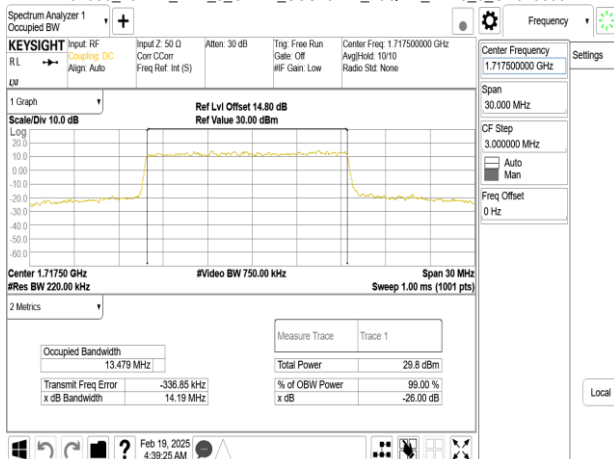 Spectrum Analyzer 1
Occupied BW
+
Frequency
KEYSIGHT
RL
LXI
Input: RF
Coupling: DC
Align: Auto
Input Z: 50 Ω
Corr CCorr
Freq Ref: Int (S)
Atten: 30 dB
Trig: Free Run
Gate: Off
#IF Gain: Low
Center Freq: 1.717500000 GHz
Avg|Hold: 10/10
Radio Std: None
Center Frequency
1.717500000 GHz
Settings
Span
30.000 MHz
CF Step
3.000000 MHz
Auto
Man
Freq Offset
0 Hz
Local
1 Graph
Scale/Div 10.0 dB
Ref Lvl Offset 14.80 dB
Ref Value 30.00 dBm
Log
20.0
10.0
0.00
-10.0
-20.0
-30.0
-40.0
-50.0
-60.0
Center 1.71750 GHz
#Res BW 220.00 kHz
#Video BW 750.00 kHz
Span 30 MHz
Sweep 1.00 ms (1001 pts)
2 Metrics
Measure Trace Trace 1
Occupied Bandwidth
13.479 MHz
Total Power 29.8 dBm
Transmit Freq Error -336.85 kHz
% of OBW Power 99.00 %
x dB Bandwidth 14.19 MHz
x dB -26.00 dB
?
Feb 19, 2025
4:39:25 AM